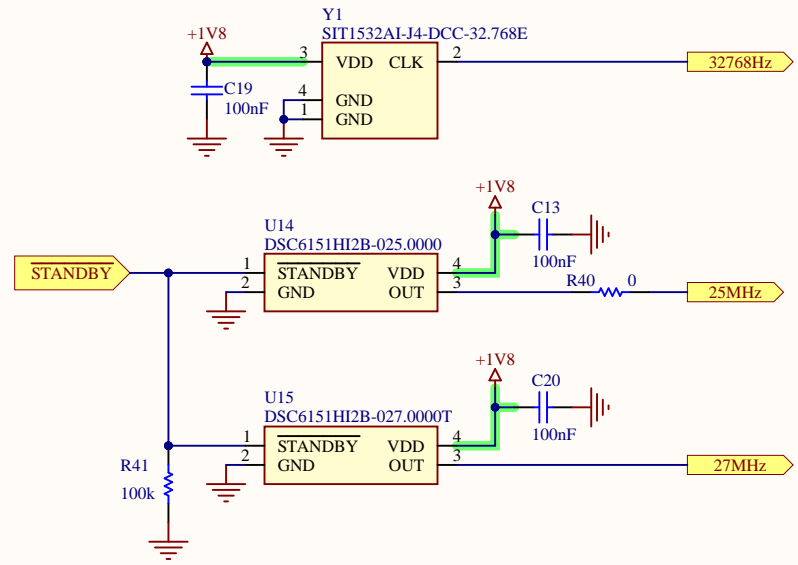 Y1
SIT1532AI-J4-DCC-32.768E
+1V8
3 VDD CLK 2
32768Hz
C19
100nF
4 GND
1 GND
+1V8
C13
100nF
U14
DSC6151HI2B-025.0000
STANDBY
1 STANDBY VDD 4
2 GND OUT 3
R40 0
25MHz
+1V8
C20
100nF
U15
DSC6151HI2B-027.0000T
1 STANDBY VDD 4
2 GND OUT 3
27MHz
R41
100k